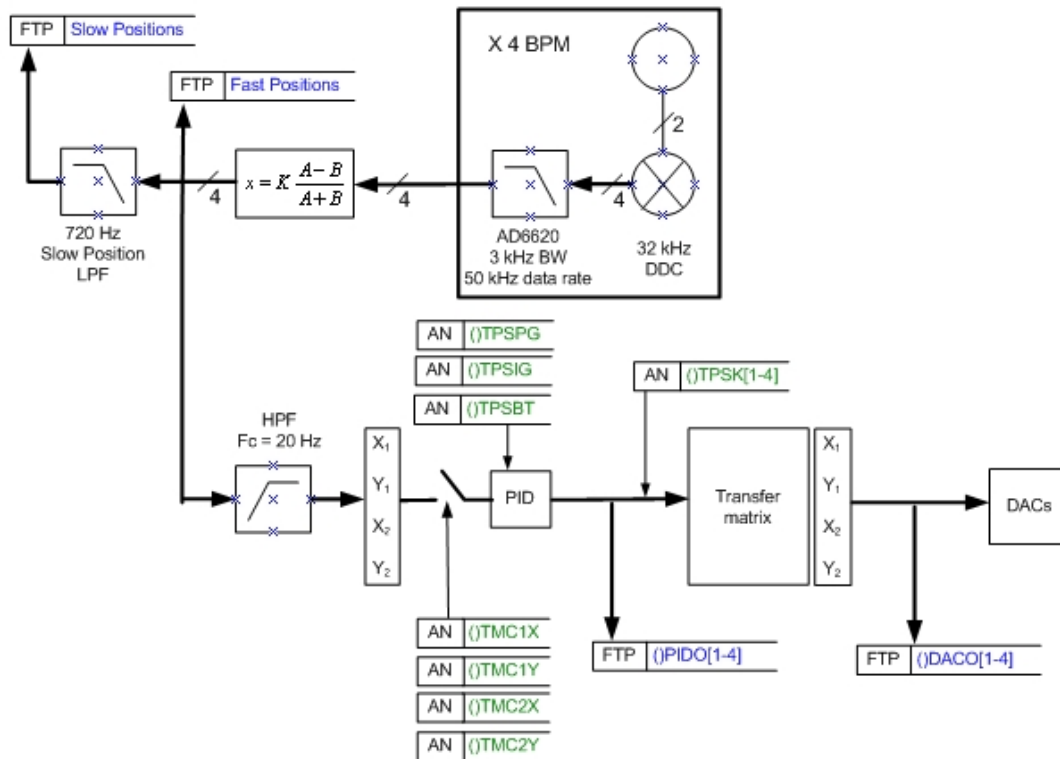 FTP Slow Positions
FTP Fast Positions
X 4 BPM
2
4
4
4
x = K (A − B)/(A + B)
720 Hz
Slow Position
LPF
AD6620
3 kHz BW
50 kHz data rate
32 kHz
DDC
AN ()TPSPG
AN ()TPSIG
AN ()TPSBT
AN ()TPSK[1-4]
HPF
Fc = 20 Hz
X₁
Y₁
X₂
Y₂
PID
Transfer
matrix
X₁
Y₁
X₂
Y₂
DACs
AN ()TMC1X
AN ()TMC1Y
AN ()TMC2X
AN ()TMC2Y
FTP ()PIDO[1-4]
FTP ()DACO[1-4]